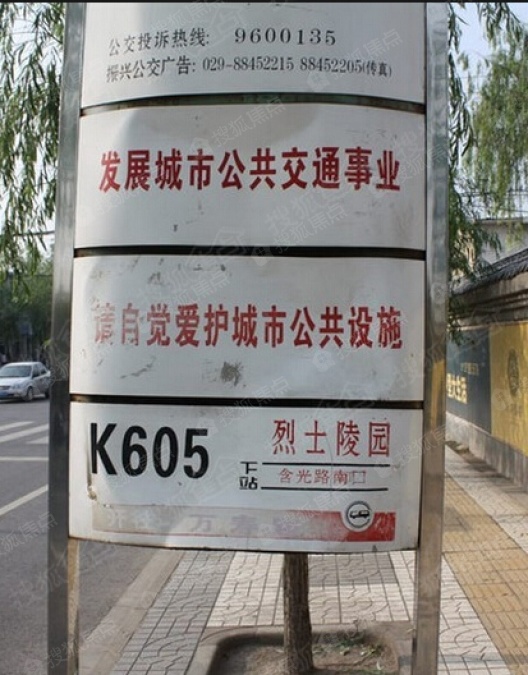 公交投诉热线: 9600135
振兴公交广告: 029-88452215 88452205(传真)
发展城市公共交通事业
请自觉爱护城市公共设施
K605
烈士陵园
下站
含光路南口